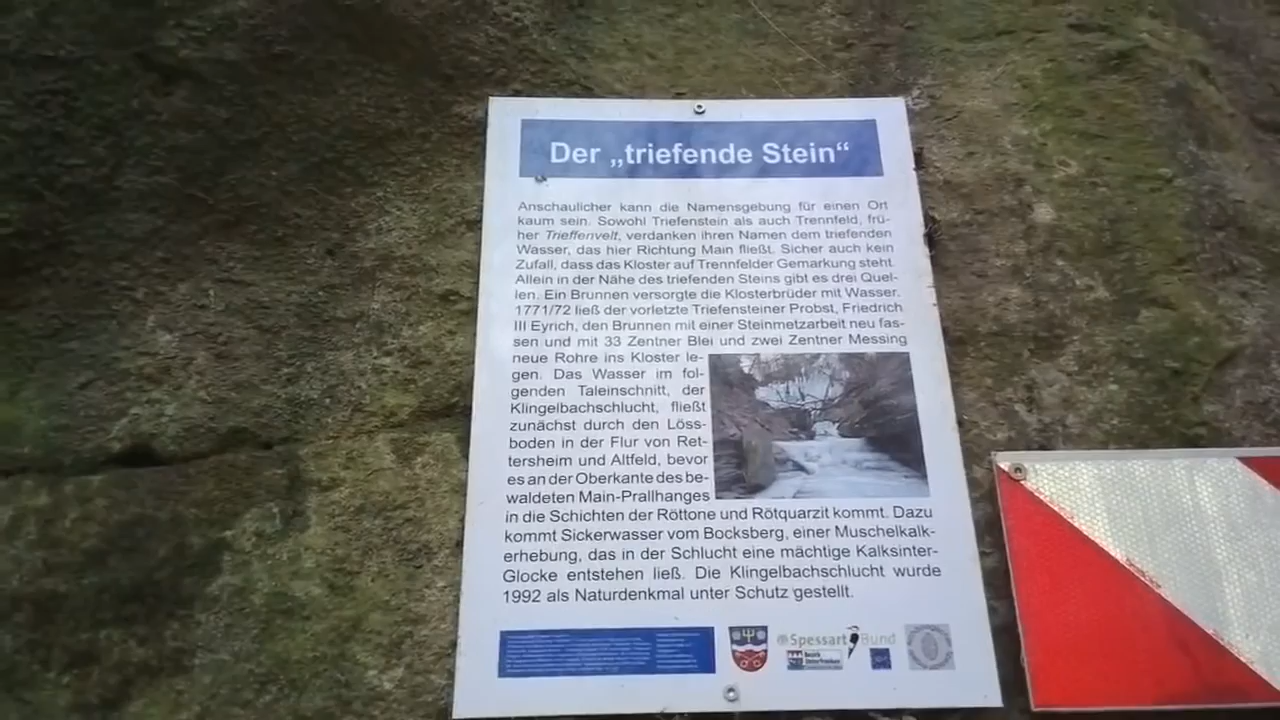 Der „triefende Stein“
Anschaulicher kann die Namensgebung für einen Ort
kaum sein. Sowohl Triefenstein als auch Trennfeld, frü-
her Trieffenvelt, verdanken ihren Namen dem triefenden
Wasser, das hier Richtung Main fließt. Sicher auch kein
Zufall, dass das Kloster auf Trennfelder Gemarkung steht.
Allein in der Nähe des triefenden Steins gibt es drei Quel-
len. Ein Brunnen versorgte die Klosterbrüder mit Wasser.
1771/72 ließ der vorletzte Triefensteiner Probst, Friedrich
III Eyrich, den Brunnen mit einer Steinmetzarbeit neu fas-
sen und mit 33 Zentner Blei und zwei Zentner Messing
neue Rohre ins Kloster le-
gen. Das Wasser im fol-
genden Taleinschnitt, der
Klingelbachschlucht, fließt
zunächst durch den Löss-
boden in der Flur von Ret-
tersheim und Altfeld, bevor
es an der Oberkante des be-
waldeten Main-Prallhanges
in die Schichten der Röttone und Rötquarzit kommt. Dazu
kommt Sickerwasser vom Bocksberg, einer Muschelkalk-
erhebung, das in der Schlucht eine mächtige Kalksinter-
Glocke entstehen ließ. Die Klingelbachschlucht wurde
1992 als Naturdenkmal unter Schutz gestellt.
Spessart Bund
Bezirk
Unterfranken